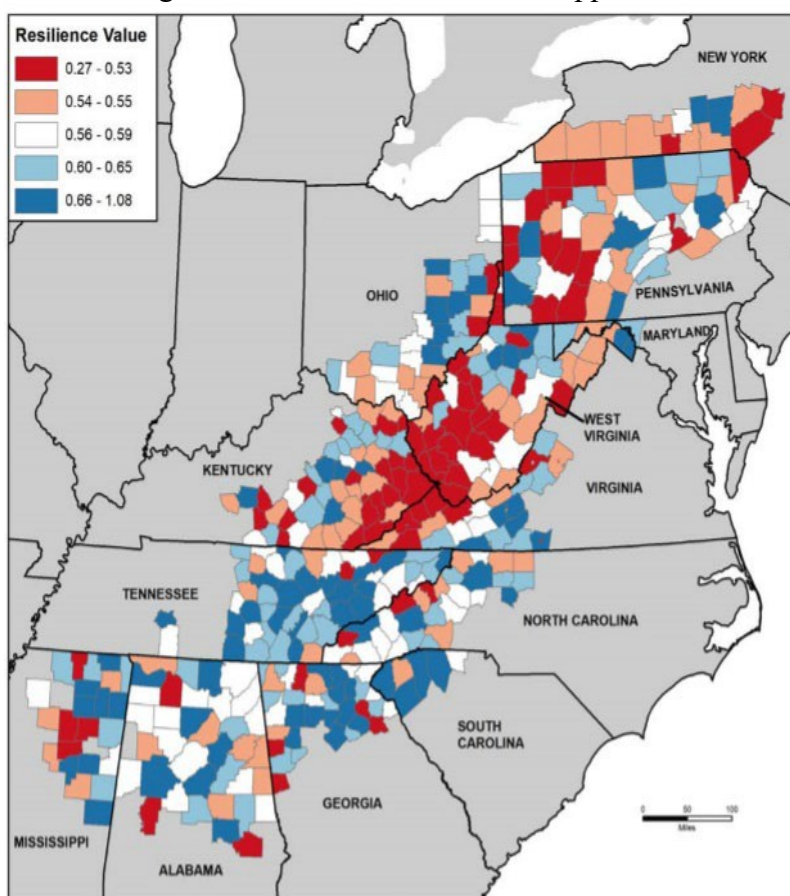 Resilience Value
0.27 - 0.53
0.54 - 0.55
0.56 - 0.59
0.60 - 0.65
0.66 - 1.08
NEW YORK
PENNSYLVANIA
OHIO
MARYLAND
WEST
VIRGINIA
KENTUCKY
VIRGINIA
TENNESSEE
NORTH CAROLINA
SOUTH
CAROLINA
GEORGIA
MISSISSIPPI
ALABAMA
0 50 100
Miles